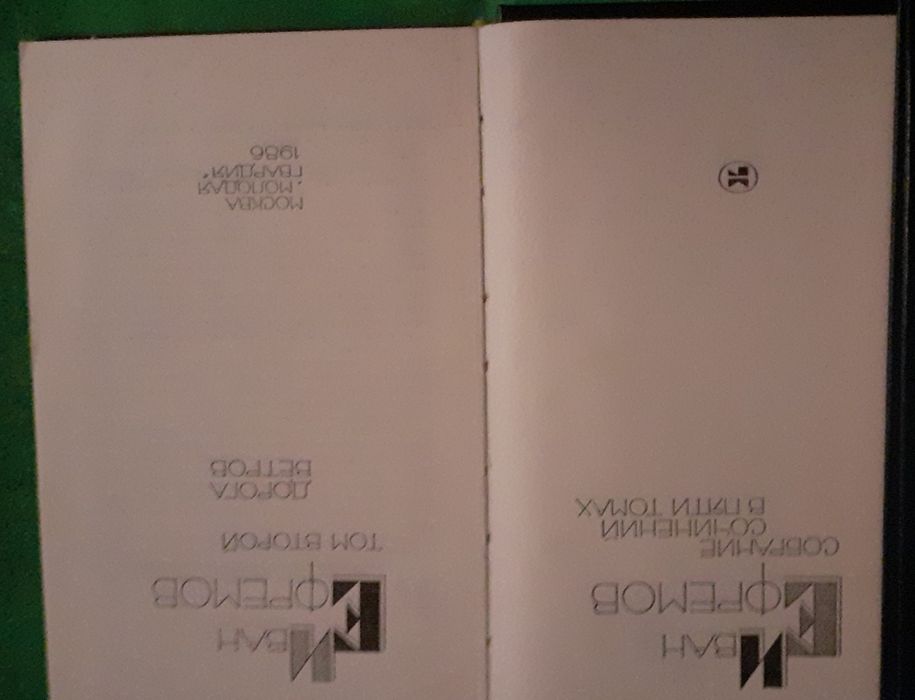 ИВАН
ЕФРЕМОВ
СОБРАНИЕ
СОЧИНЕНИЙ
В ПЯТИ ТОМАХ
ИВАН
ЕФРЕМОВ
ТОМ ВТОРОЙ
ДОРОГА
ВЕТРОВ
МОСКВА
„МОЛОДАЯ
ГВАРДИЯ"
1986